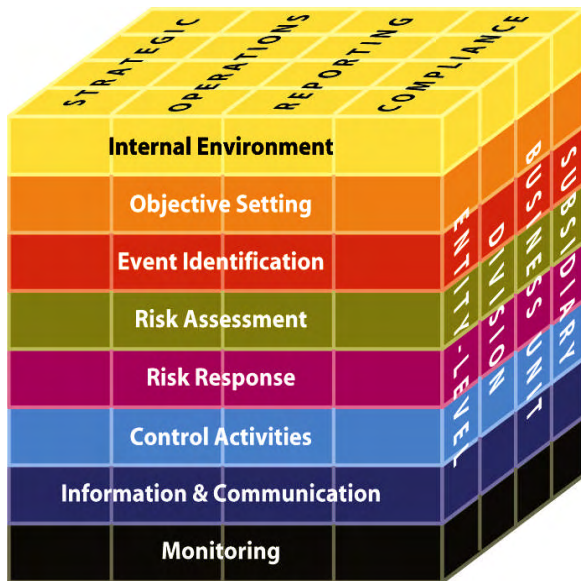 STRATEGIC
OPERATIONS
REPORTING
COMPLIANCE
Internal Environment
Objective Setting
Event Identification
Risk Assessment
Risk Response
Control Activities
Information & Communication
Monitoring
ENTITY-LEVEL
DIVISION
BUSINESS UNIT
SUBSIDIARY